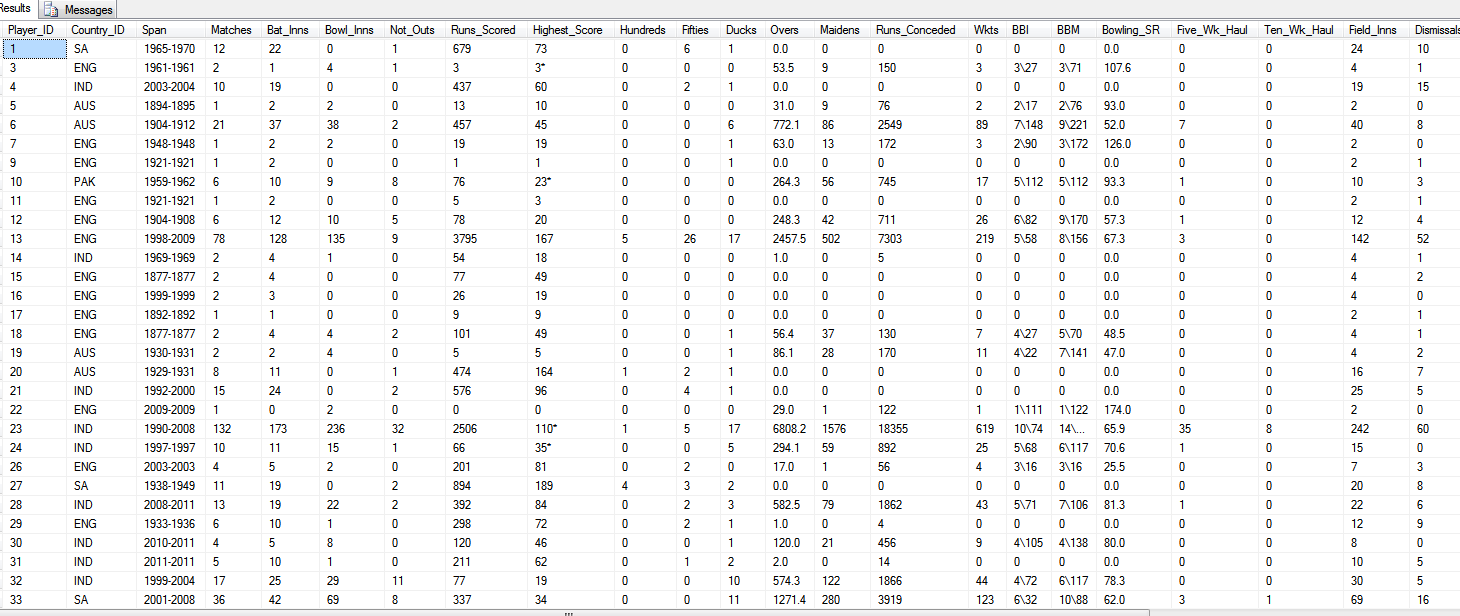 Results Messages
Player_ID Country_ID Span Matches Bat_Inns Bowl_Inns Not_Outs Runs_Scored Highest_Score Hundreds Fifties Ducks Overs Maidens Runs_Conceded Wkts BBI BBM Bowling_SR Five_Wk_Haul Ten_Wk_Haul Field_Inns Dismissals
1 SA 1965-1970 12 22 0 1 679 73 0 6 1 0.0 0 0 0 0 0 0.0 0 0 24 10
3 ENG 1961-1961 2 1 4 1 3 3* 0 0 0 53.5 9 150 3 3\27 3\71 107.6 0 0 4 1
4 IND 2003-2004 10 19 0 0 437 60 0 2 1 0.0 0 0 0 0 0 0.0 0 0 19 15
5 AUS 1894-1895 1 2 2 0 13 10 0 0 0 31.0 9 76 2 2\17 2\76 93.0 0 0 2 0
6 AUS 1904-1912 21 37 38 2 457 45 0 0 6 772.1 86 2549 89 7\148 9\221 52.0 7 0 40 8
7 ENG 1948-1948 1 2 2 0 19 19 0 0 1 63.0 13 172 3 2\90 3\172 126.0 0 0 2 0
9 ENG 1921-1921 1 2 0 0 1 1 0 0 1 0.0 0 0 0 0 0 0.0 0 0 2 1
10 PAK 1959-1962 6 10 9 8 76 23* 0 0 0 264.3 56 745 17 5\112 5\112 93.3 1 0 10 3
11 ENG 1921-1921 1 2 0 0 5 3 0 0 0 0.0 0 0 0 0 0 0.0 0 0 2 1
12 ENG 1904-1908 6 12 10 5 78 20 0 0 0 248.3 42 711 26 6\82 9\170 57.3 1 0 12 4
13 ENG 1998-2009 78 128 135 9 3795 167 5 26 17 2457.5 502 7303 219 5\58 8\156 67.3 3 0 142 52
14 IND 1969-1969 2 4 1 0 54 18 0 0 0 1.0 0 5 0 0 0 0.0 0 0 4 1
15 ENG 1877-1877 2 4 0 0 77 49 0 0 0 0.0 0 0 0 0 0 0.0 0 0 4 2
16 ENG 1999-1999 2 3 0 0 26 19 0 0 0 0.0 0 0 0 0 0 0.0 0 0 4 0
17 ENG 1892-1892 1 1 0 0 9 9 0 0 0 0.0 0 0 0 0 0 0.0 0 0 2 1
18 ENG 1877-1877 2 4 4 2 101 49 0 0 1 56.4 37 130 7 4\27 5\70 48.5 0 0 4 1
19 AUS 1930-1931 2 2 4 0 5 5 0 0 1 86.1 28 170 11 4\22 7\141 47.0 0 0 4 2
20 AUS 1929-1931 8 11 0 1 474 164 1 2 1 0.0 0 0 0 0 0 0.0 0 0 16 7
21 IND 1992-2000 15 24 0 2 576 96 0 4 1 0.0 0 0 0 0 0 0.0 0 0 25 5
22 ENG 2009-2009 1 0 2 0 0 0 0 0 0 29.0 1 122 1 1\111 1\122 174.0 0 0 2 0
23 IND 1990-2008 132 173 236 32 2506 110* 1 5 17 6808.2 1576 18355 619 10\74 14\... 65.9 35 8 242 60
24 IND 1997-1997 10 11 15 1 66 35* 0 0 5 294.1 59 892 25 5\68 6\117 70.6 1 0 15 0
26 ENG 2003-2003 4 5 2 0 201 81 0 2 0 17.0 1 56 4 3\16 3\16 25.5 0 0 7 3
27 SA 1938-1949 11 19 0 2 894 189 4 3 2 0.0 0 0 0 0 0 0.0 0 0 20 8
28 IND 2008-2011 13 19 22 2 392 84 0 2 3 582.5 79 1862 43 5\71 7\106 81.3 1 0 22 6
29 ENG 1933-1936 6 10 1 0 298 72 0 2 1 1.0 0 4 0 0 0 0.0 0 0 12 9
30 IND 2010-2011 4 5 8 0 120 46 0 0 1 120.0 21 456 9 4\105 4\138 80.0 0 0 8 0
31 IND 2011-2011 5 10 1 0 211 62 0 1 2 2.0 0 14 0 0 0 0.0 0 0 10 5
32 IND 1999-2004 17 25 29 11 77 19 0 0 10 574.3 122 1866 44 4\72 6\117 78.3 0 0 30 5
33 SA 2001-2008 36 42 69 8 337 34 0 0 11 1271.4 280 3919 123 6\32 10\88 62.0 3 1 69 16